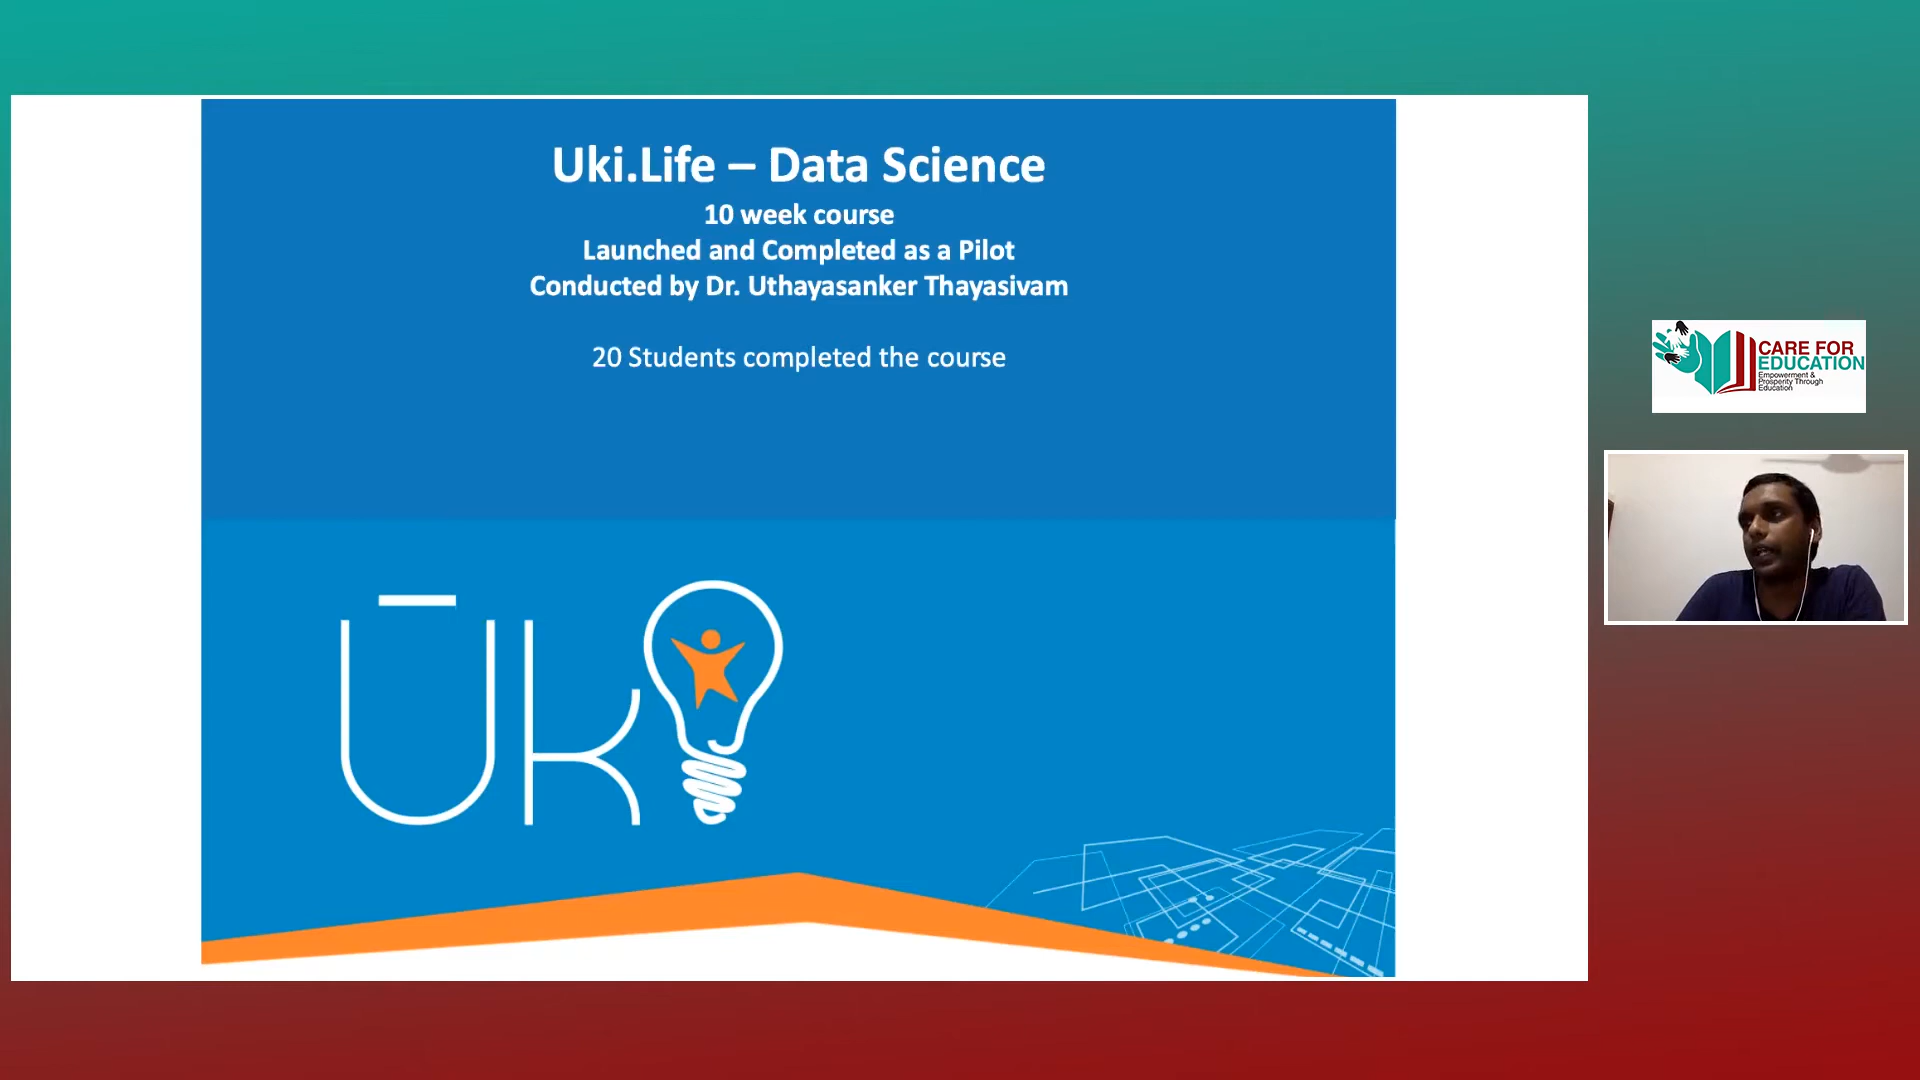 Uki.Life – Data Science
10 week course
Launched and Completed as a Pilot
Conducted by Dr. Uthayasanker Thayasivam
20 Students completed the course
Ūki
CARE FOR
EDUCATION
Empowerment &
Prosperity Through
Education